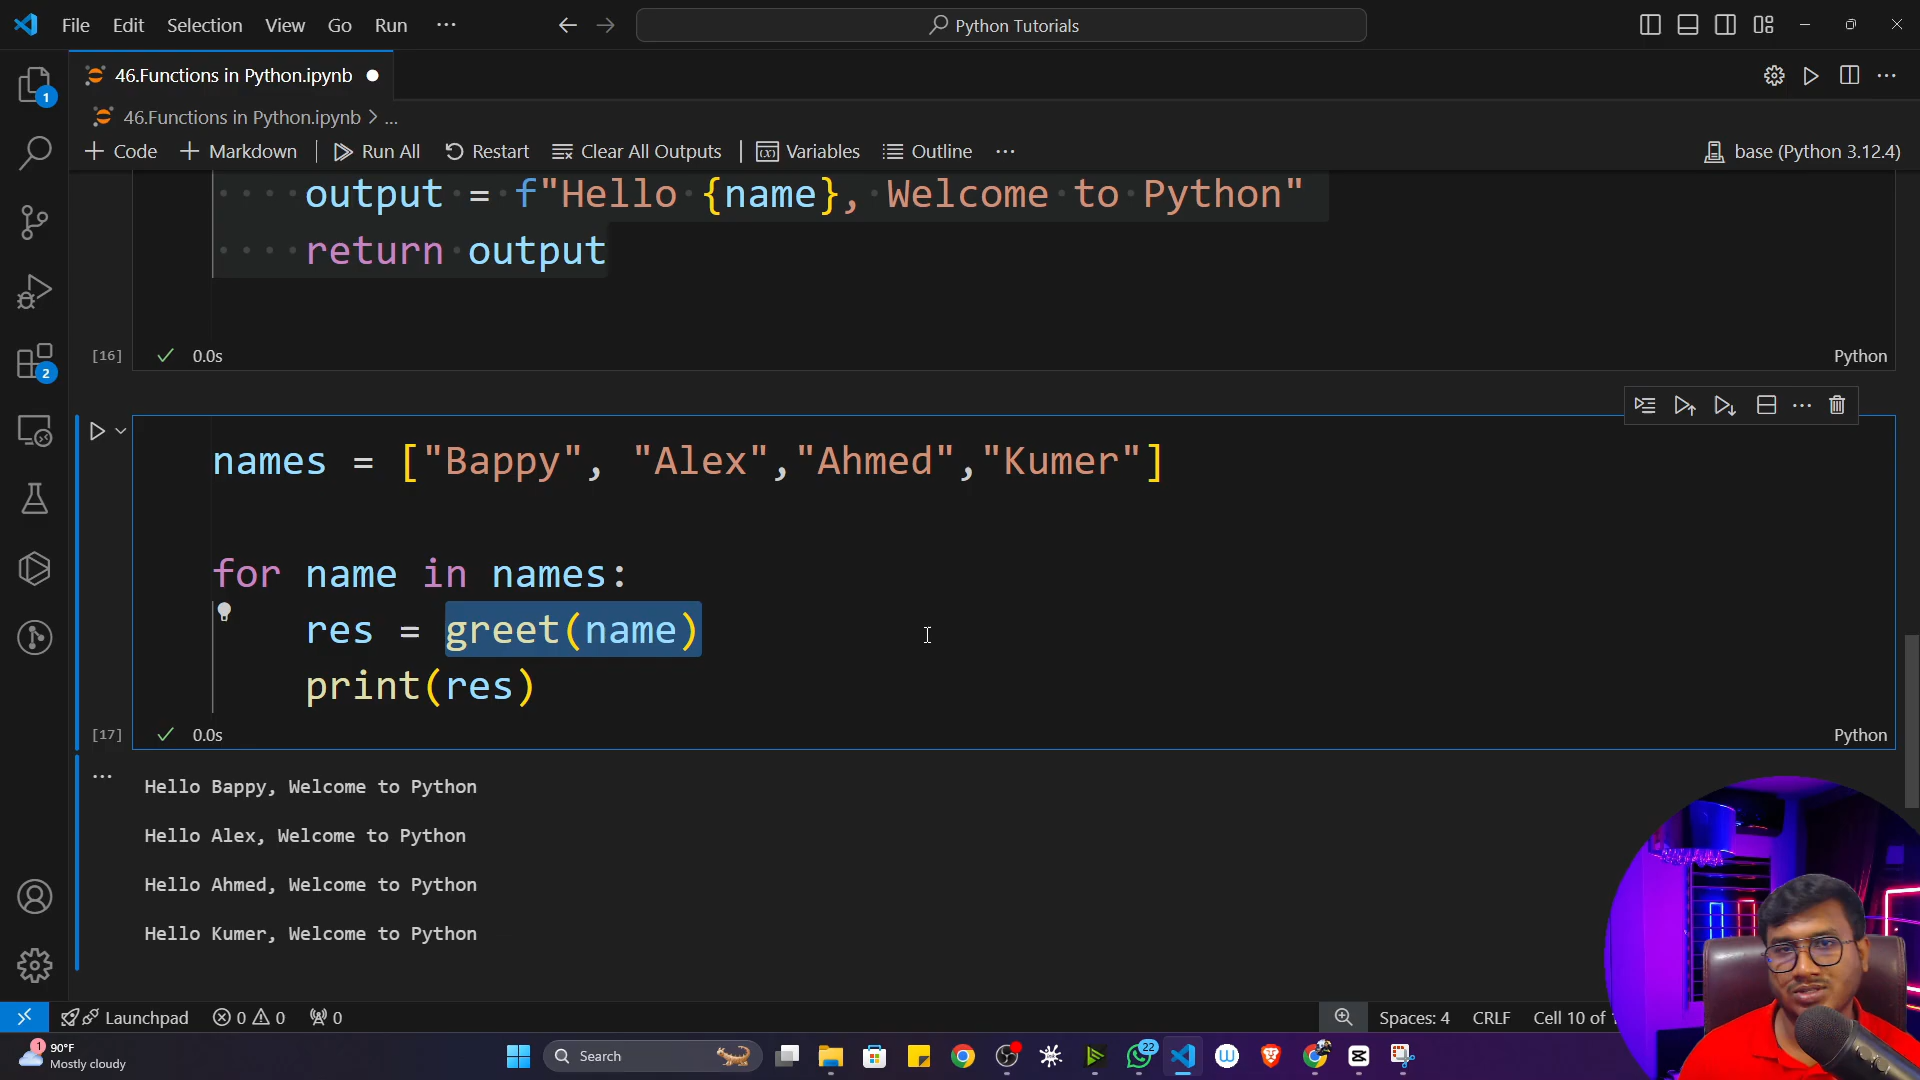 File Edit Selection View Go Run ...
Python Tutorials
46.Functions in Python.ipynb
1
46.Functions in Python.ipynb > ...
+ Code + Markdown Run All Restart Clear All Outputs Variables Outline ...
base (Python 3.12.4)
output = f"Hello {name}, Welcome to Python"
return output
[16] 0.0s Python
2
names = ["Bappy", "Alex","Ahmed","Kumer"]
for name in names:
res = greet(name)
print(res)
[17] 0.0s Python
Hello Bappy, Welcome to Python
Hello Alex, Welcome to Python
Hello Ahmed, Welcome to Python
Hello Kumer, Welcome to Python
Launchpad 0 0 0 Spaces: 4 CRLF Cell 10 of
1 90°F
Mostly cloudy
Search
22